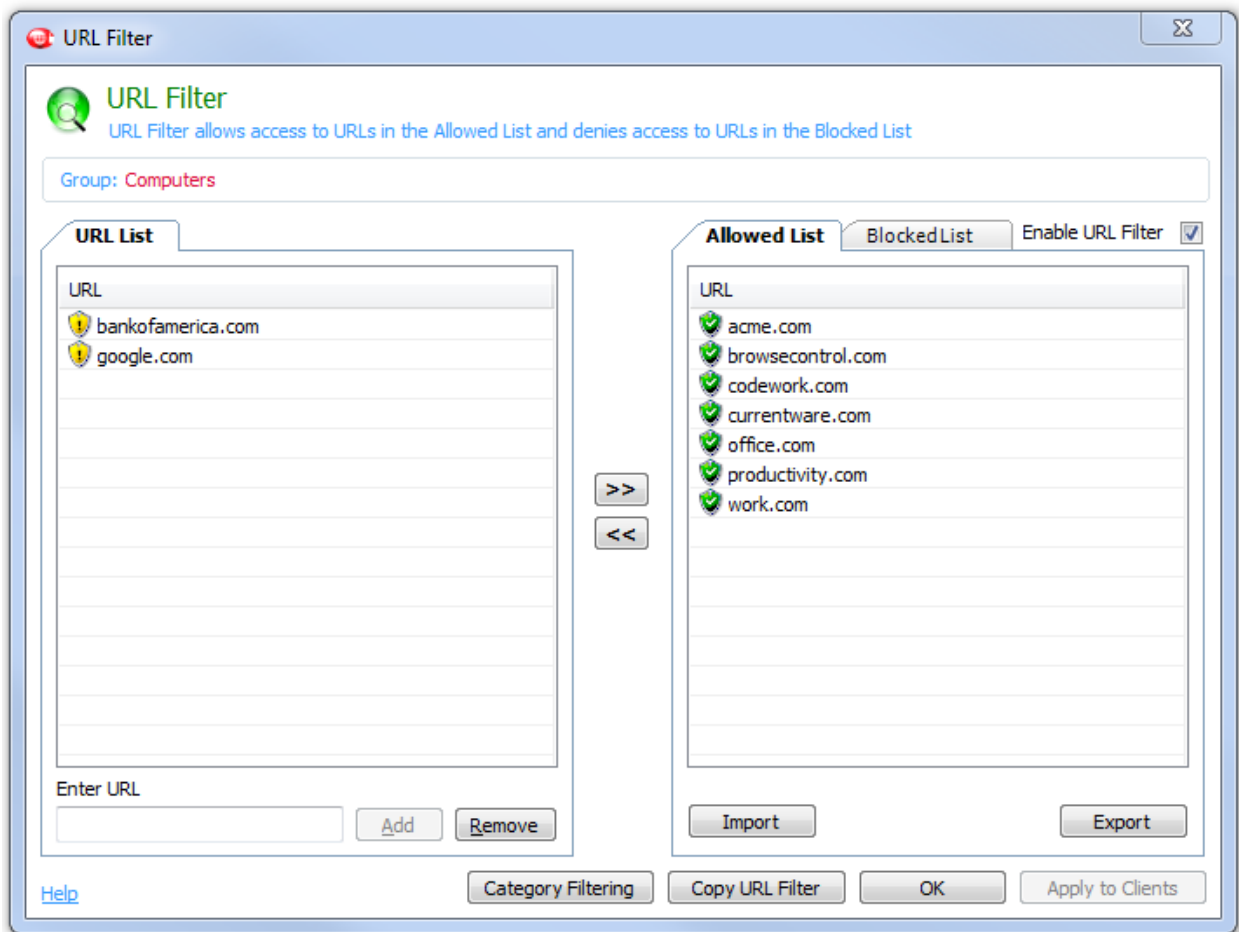 URL Filter
URL Filter
URL Filter allows access to URLs in the Allowed List and denies access to URLs in the Blocked List
Group: Computers
URL List
Allowed List
BlockedList
Enable URL Filter
URL
bankofamerica.com
google.com
URL
acme.com
browsecontrol.com
codework.com
currentware.com
office.com
productivity.com
work.com
>>
<<
Enter URL
Add
Remove
Import
Export
Help
Category Filtering
Copy URL Filter
OK
Apply to Clients